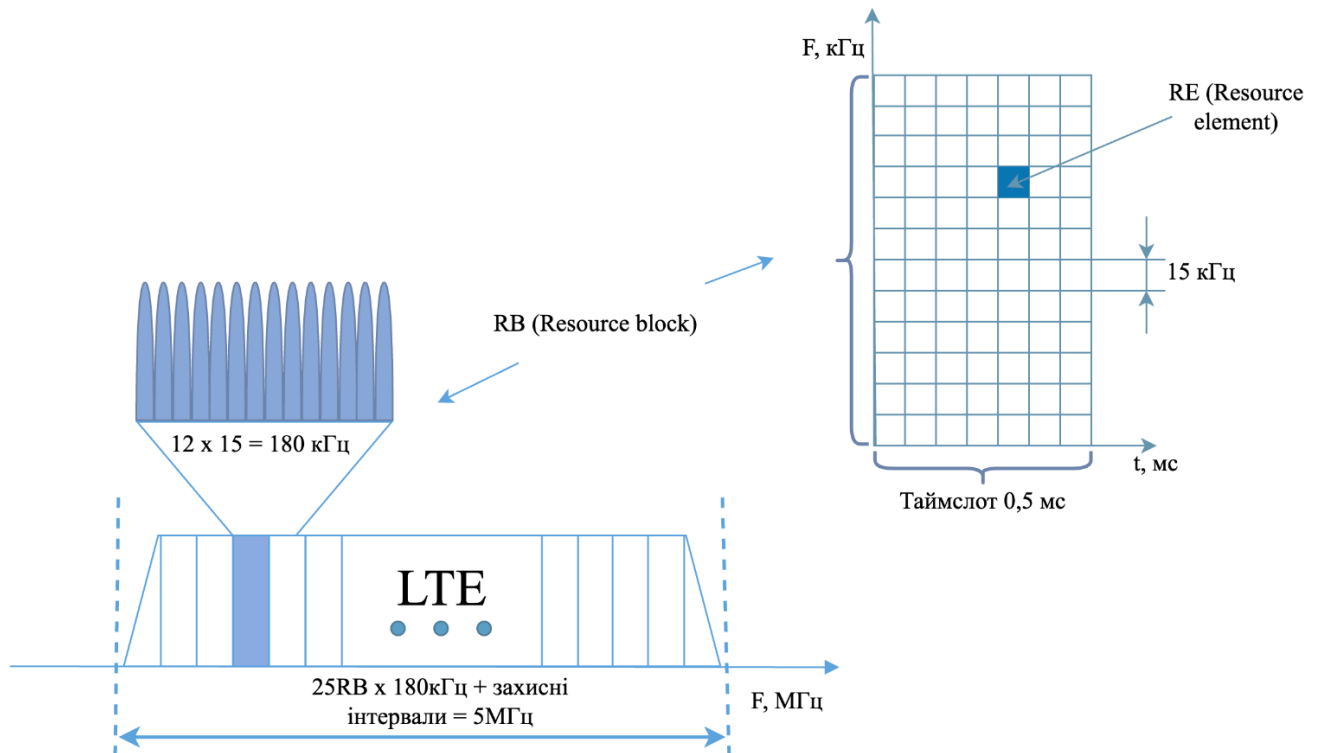 F, кГц
RE (Resource
element)
15 кГц
RB (Resource block)
12 x 15 = 180 кГц
t, мс
Таймслот 0,5 мс
LTE
25RB x 180кГц + захисні
інтервали = 5МГц
F, МГц